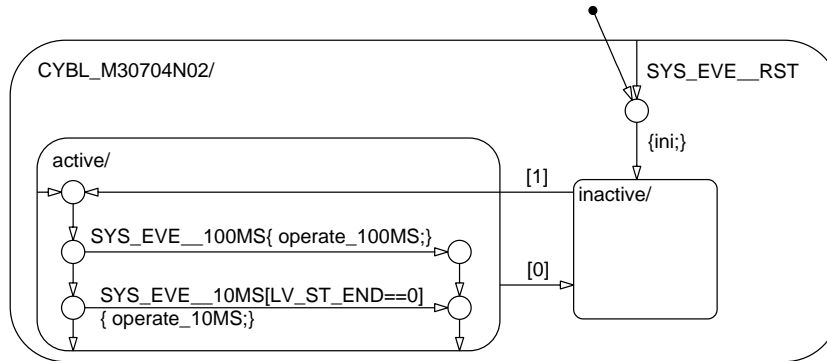 CYBL_M30704N02/
SYS_EVE__RST
{ini;}
active/
[1]
inactive/
SYS_EVE__100MS{ operate_100MS;}
[0]
SYS_EVE__10MS[LV_ST_END==0]
{ operate_10MS;}